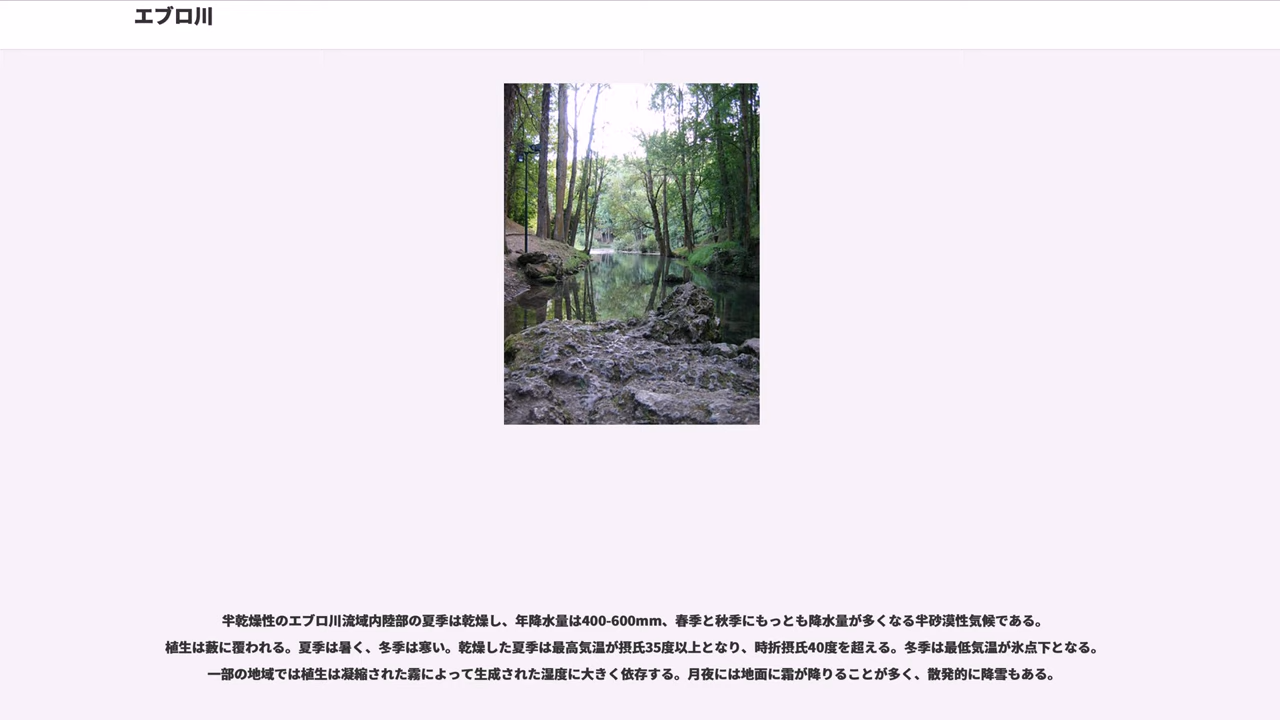 エブロ川
半乾燥性のエブロ川流域内陸部の夏季は乾燥し、年降水量は400-600mm、春季と秋季にもっとも降水量が多くなる半砂漠性気候である。
植生は藪に覆われる。夏季は暑く、冬季は寒い。乾燥した夏季は最高気温が摂氏35度以上となり、時折摂氏40度を超える。冬季は最低気温が氷点下となる。
一部の地域では植生は凝縮された霧によって生成された湿度に大きく依存する。月夜には地面に霜が降りることが多く、散発的に降雪もある。